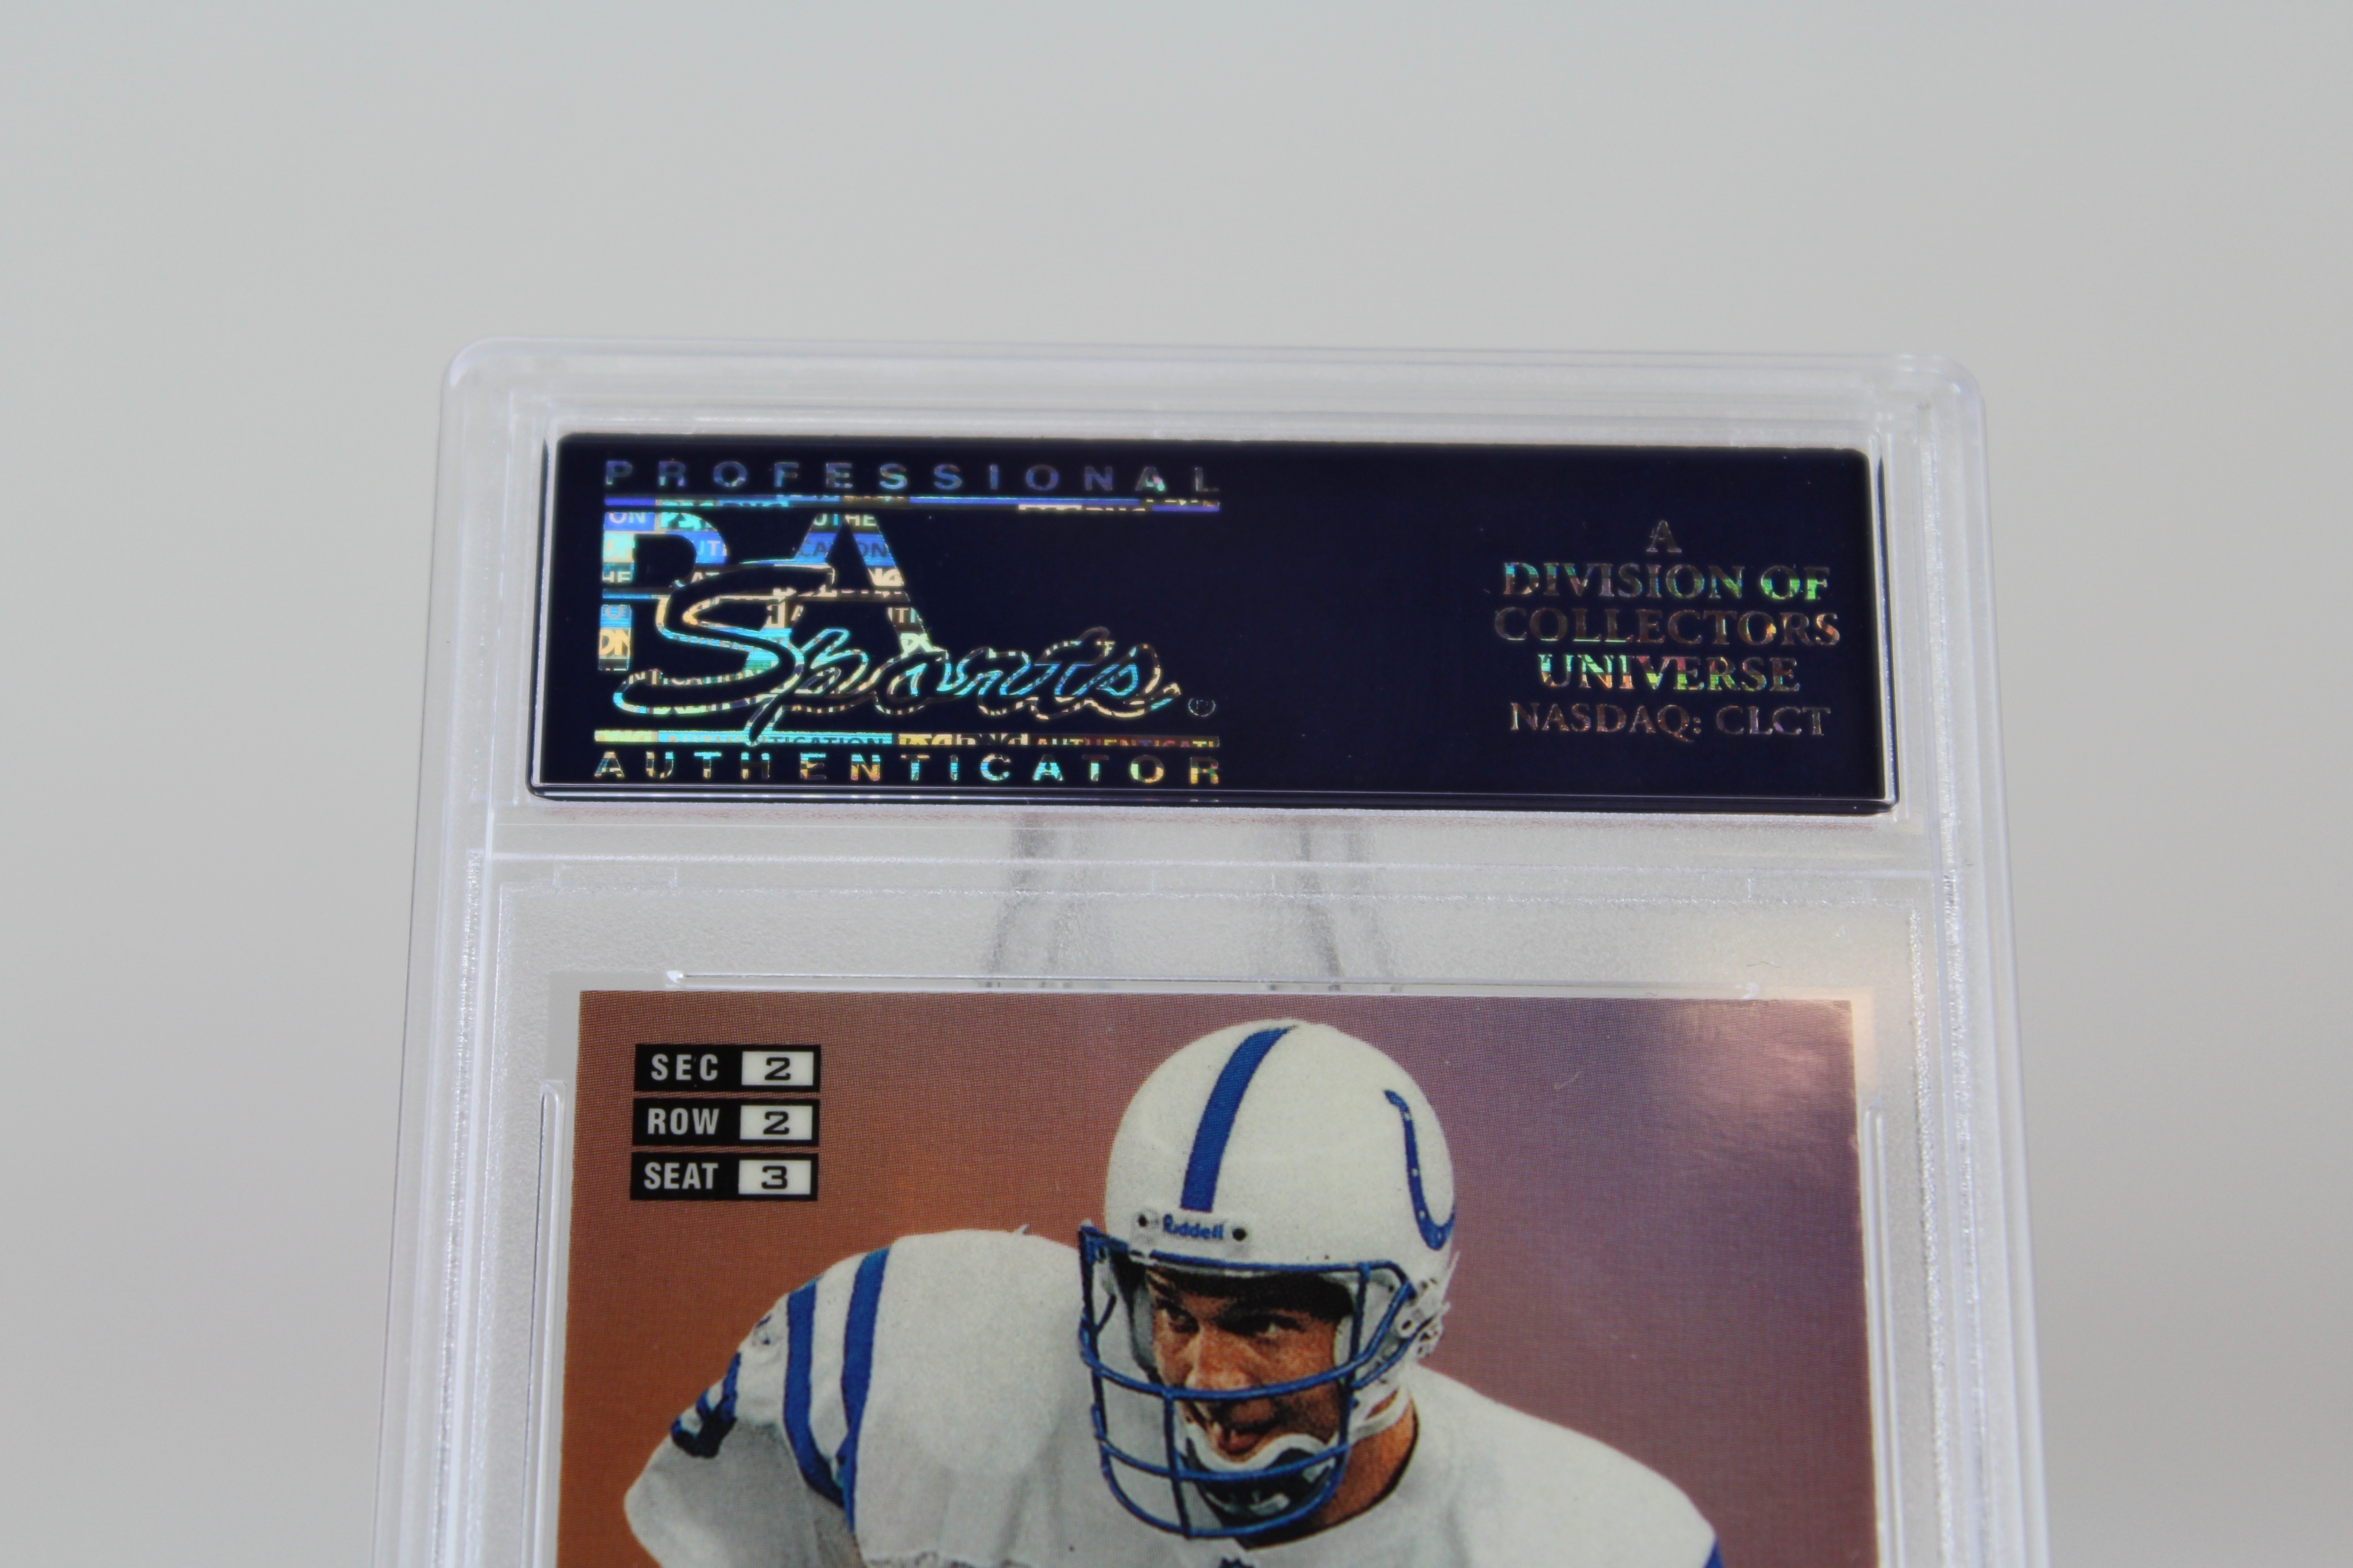 PROFESSIONAL
PSA
Sports®
AUTHENTICATOR
A
DIVISION OF
COLLECTORS
UNIVERSE
NASDAQ: CLCT
SEC 2
ROW 2
SEAT 3
Riddell